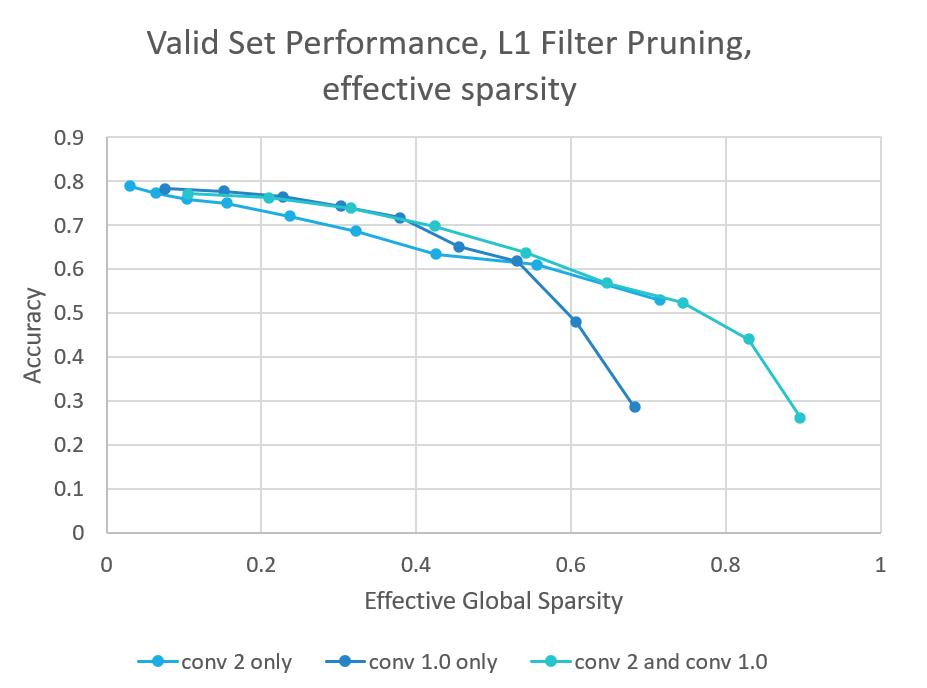 Valid Set Performance, L1 Filter Pruning,
effective sparsity
0.9
0.8
0.7
0.6
0.5
0.4
0.3
0.2
0.1
0
Accuracy
0 0.2 0.4 0.6 0.8 1
Effective Global Sparsity
conv 2 only conv 1.0 only conv 2 and conv 1.0